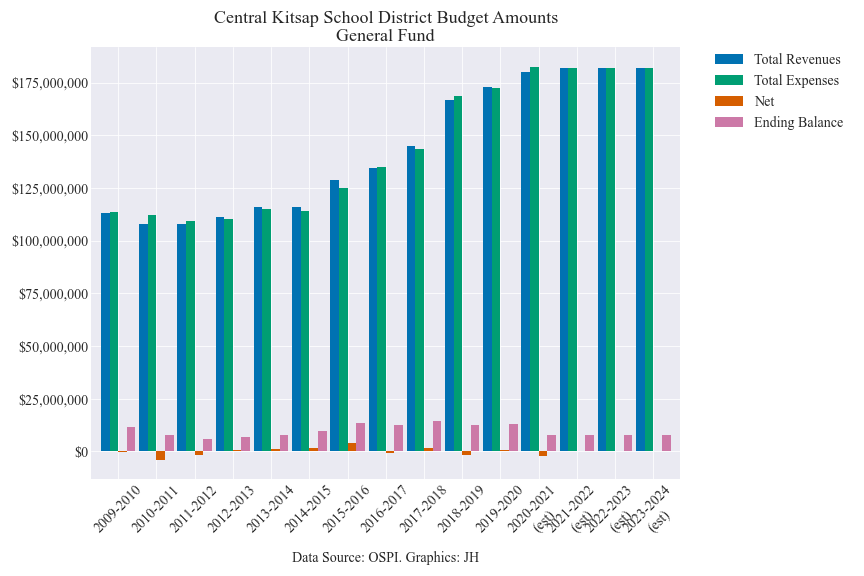 Central Kitsap School District Budget Amounts
General Fund
Total Revenues
Total Expenses
Net
Ending Balance
$175,000,000
$150,000,000
$125,000,000
$100,000,000
$75,000,000
$50,000,000
$25,000,000
$0
2009-2010
2010-2011
2011-2012
2012-2013
2013-2014
2014-2015
2015-2016
2016-2017
2017-2018
2018-2019
2019-2020
2020-2021
(est)
2021-2022
(est)
2022-2023
(est)
2023-2024
(est)
Data Source: OSPI. Graphics: JH